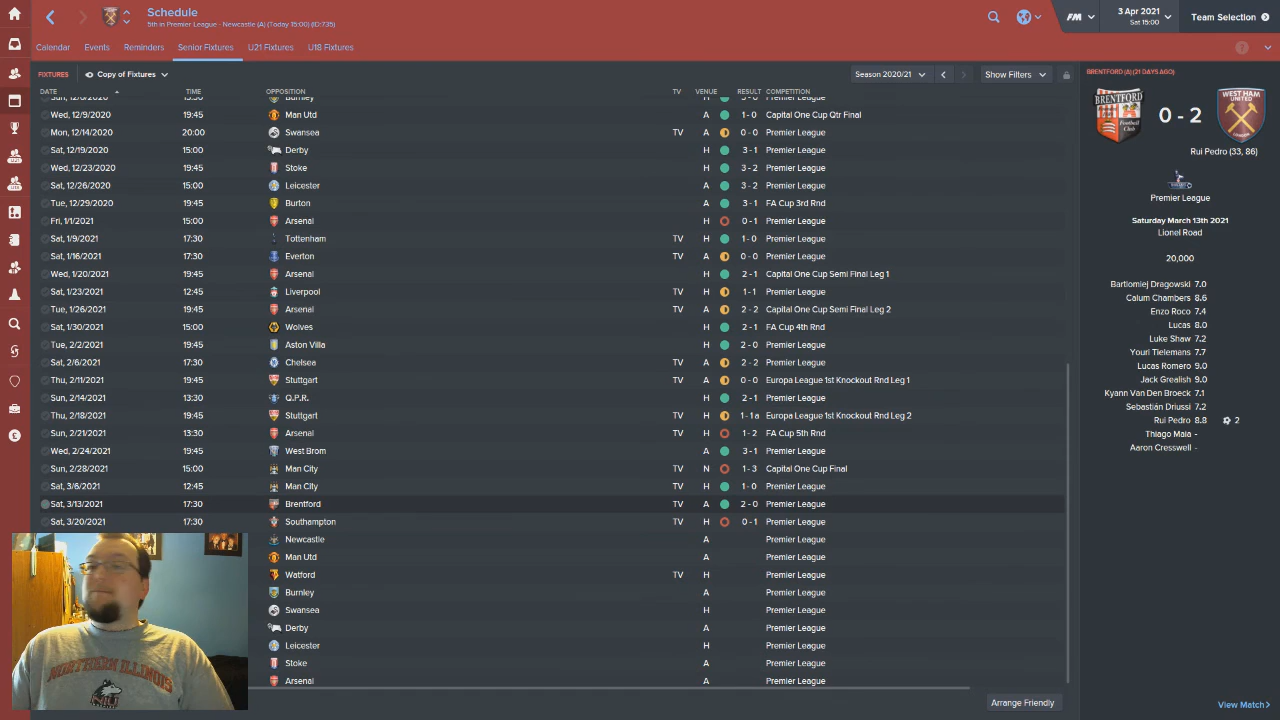 Schedule
5th in Premier League - Newcastle (A) (Today 15:00) (ID:735)
FM
3 Apr 2021
Sat 15:00
Team Selection
Calendar Events Reminders Senior Fixtures U21 Fixtures U18 Fixtures
FIXTURES Copy of Fixtures Season 2020/21 Show Filters
DATE TIME OPPOSITION TV VENUE RESULT COMPETITION
Sun, 12/6/2020 13:30 Burnley H 3 - 0 Premier League
Wed, 12/9/2020 19:45 Man Utd A 1 - 0 Capital One Cup Qtr Final
Mon, 12/14/2020 20:00 Swansea TV A 0 - 0 Premier League
Sat, 12/19/2020 15:00 Derby H 3 - 1 Premier League
Wed, 12/23/2020 19:45 Stoke H 3 - 2 Premier League
Sat, 12/26/2020 15:00 Leicester A 3 - 2 Premier League
Tue, 12/29/2020 19:45 Burton A 3 - 1 FA Cup 3rd Rnd
Fri, 1/1/2021 15:00 Arsenal H 0 - 1 Premier League
Sat, 1/9/2021 17:30 Tottenham TV H 1 - 0 Premier League
Sat, 1/16/2021 17:30 Everton TV A 0 - 0 Premier League
Wed, 1/20/2021 19:45 Arsenal H 2 - 1 Capital One Cup Semi Final Leg 1
Sat, 1/23/2021 12:45 Liverpool TV H 1 - 1 Premier League
Tue, 1/26/2021 19:45 Arsenal TV A 2 - 2 Capital One Cup Semi Final Leg 2
Sat, 1/30/2021 15:00 Wolves H 2 - 1 FA Cup 4th Rnd
Tue, 2/2/2021 19:45 Aston Villa H 2 - 0 Premier League
Sat, 2/6/2021 17:30 Chelsea TV A 2 - 2 Premier League
Thu, 2/11/2021 19:45 Stuttgart TV A 0 - 0 Europa League 1st Knockout Rnd Leg 1
Sun, 2/14/2021 13:30 Q.P.R. H 2 - 1 Premier League
Thu, 2/18/2021 19:45 Stuttgart TV H 1 - 1 a Europa League 1st Knockout Rnd Leg 2
Sun, 2/21/2021 13:30 Arsenal TV H 1 - 2 FA Cup 5th Rnd
Wed, 2/24/2021 19:45 West Brom A 3 - 1 Premier League
Sun, 2/28/2021 15:00 Man City TV N 1 - 3 Capital One Cup Final
Sat, 3/6/2021 12:45 Man City TV H 1 - 0 Premier League
Sat, 3/13/2021 17:30 Brentford TV A 2 - 0 Premier League
Sat, 3/20/2021 17:30 Southampton TV H 0 - 1 Premier League
Newcastle A Premier League
Man Utd A Premier League
Watford TV H Premier League
Burnley A Premier League
Swansea H Premier League
Derby A Premier League
Leicester H Premier League
Stoke A Premier League
Arsenal A Premier League
Arrange Friendly
NORTHERN ILLINOIS
NIU
BRENTFORD (A) (21 DAYS AGO)
BRENTFORD
Football
Club
0 - 2
WEST HAM
UNITED
Rui Pedro (33, 86)
Premier League
Saturday March 13th 2021
Lionel Road
20,000
Bartlomiej Dragowski 7.0
Calum Chambers 8.6
Enzo Roco 7.4
Lucas 8.0
Luke Shaw 7.2
Youri Tielemans 7.7
Lucas Romero 9.0
Jack Grealish 9.0
Kyann Van Den Broeck 7.1
Sebastián Driussi 7.2
Rui Pedro 8.8 2
Thiago Maia -
Aaron Cresswell -
View Match